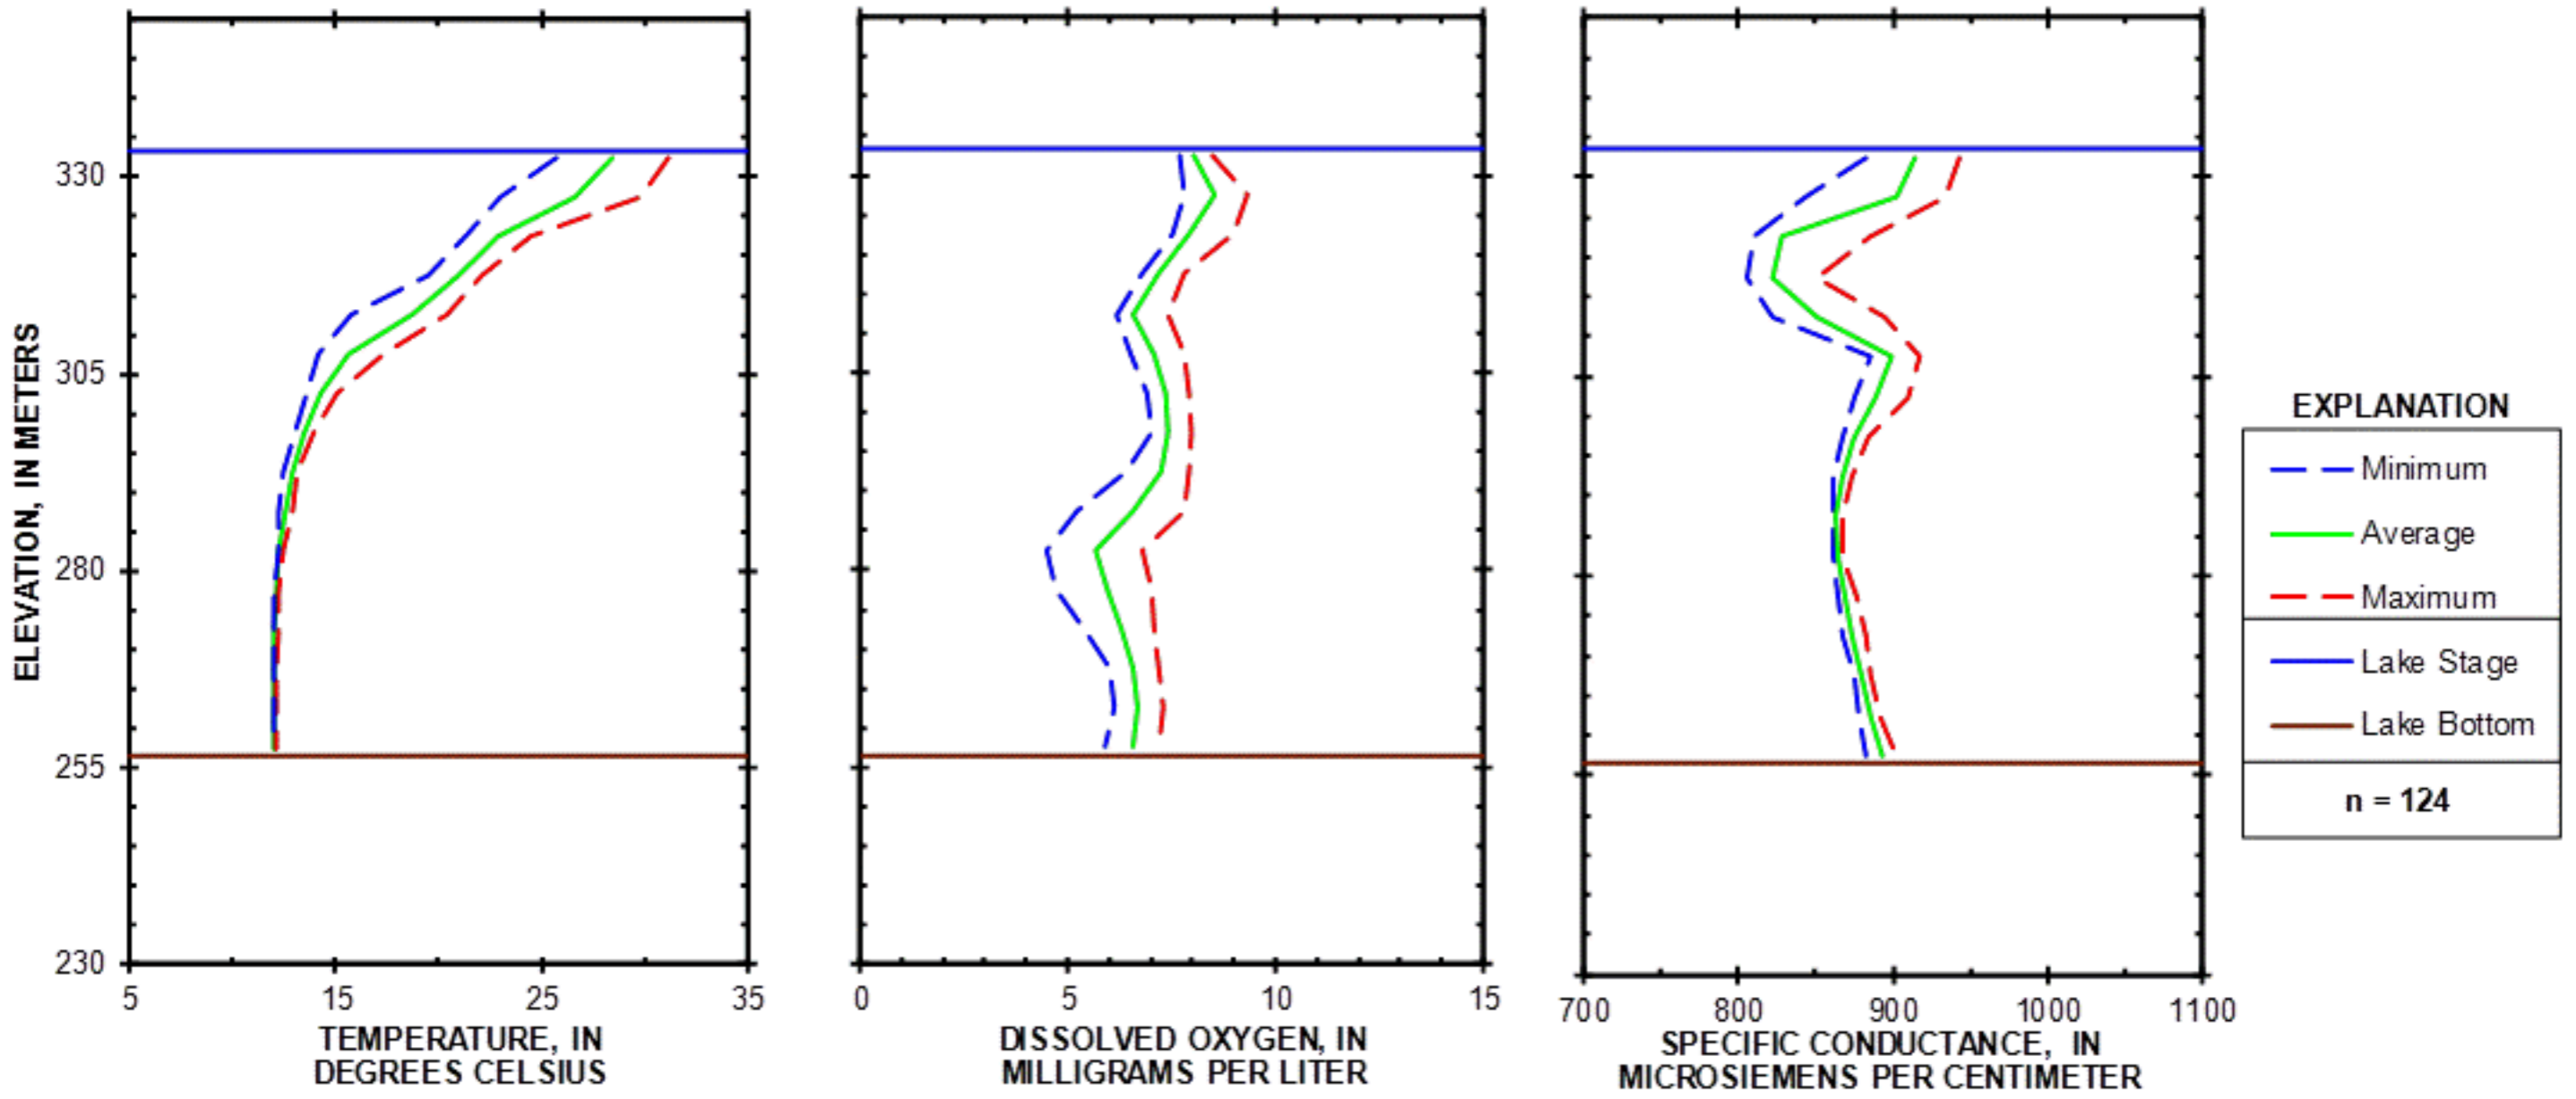 ELEVATION, IN METERS
330
305
280
255
230
5
15
25
35
TEMPERATURE, IN
DEGREES CELSIUS
0
5
10
15
DISSOLVED OXYGEN, IN
MILLIGRAMS PER LITER
700
800
900
1000
1100
SPECIFIC CONDUCTANCE, IN
MICROSIEMENS PER CENTIMETER
EXPLANATION
Minimum
Average
Maximum
Lake Stage
Lake Bottom
n = 124